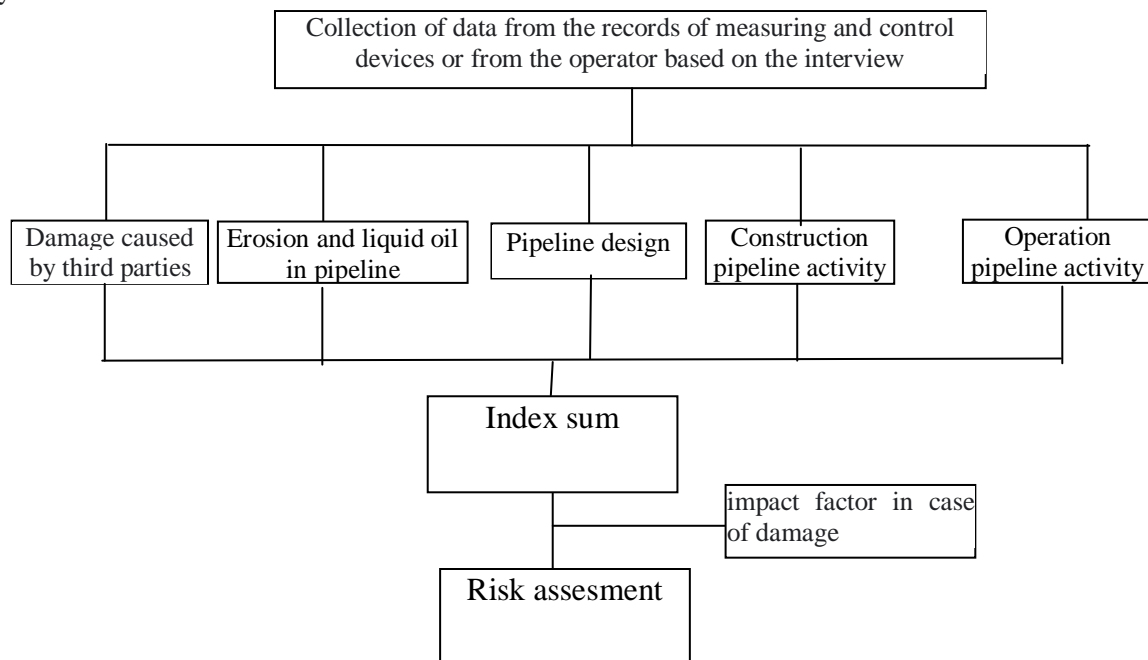 Collection of data from the records of measuring and control
devices or from the operator based on the interview
Damage caused
by third parties
Erosion and liquid oil
in pipeline
Pipeline design
Construction
pipeline activity
Operation
pipeline activity
Index sum
impact factor in case
of damage
Risk assesment